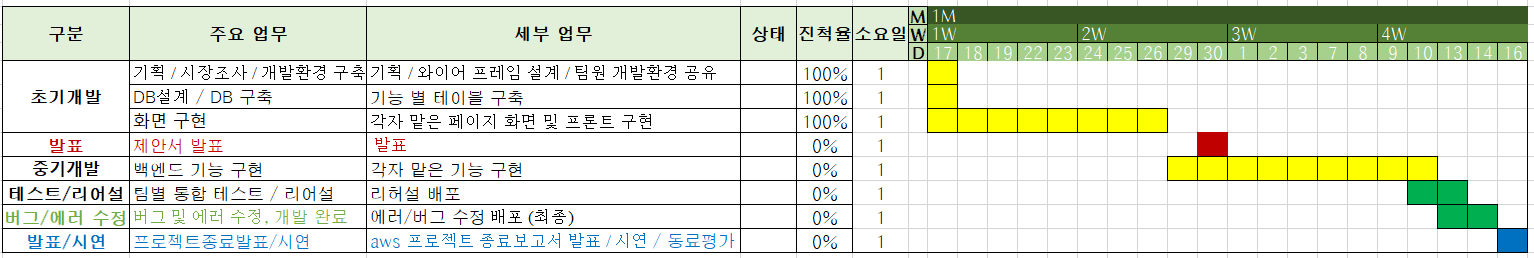 구분 주요 업무 세부 업무 상태 진척율 소요일 M 1M
W 1W 2W 3W 4W
D 17 18 19 22 23 24 25 26 29 30 1 2 3 8 9 10 13 14 15 16
초기개발 기획 / 시장조사 / 개발환경 구축 기획 / 와이어 프레임 설계 / 팀원 개발환경 공유 100% 1
DB설계 / DB 구축 기능 별 테이블 구축 100% 1
화면 구현 각자 맡은 페이지 화면 및 프론트 구현 100% 1
발표 제안서 발표 발표 0% 1
중기개발 백엔드 기능 구현 각자 맡은 기능 구현 0% 1
테스트/리어설 팀별 통합 테스트 / 리어설 리허설 배포 0% 1
버그/에러 수정 버그 및 에러 수정, 개발 완료 에러/버그 수정 배포 (최종) 0% 1
발표/시연 프로젝트종료발표/시연 aws 프로젝트 종료보고서 발표 / 시연 / 동료평가 0% 1